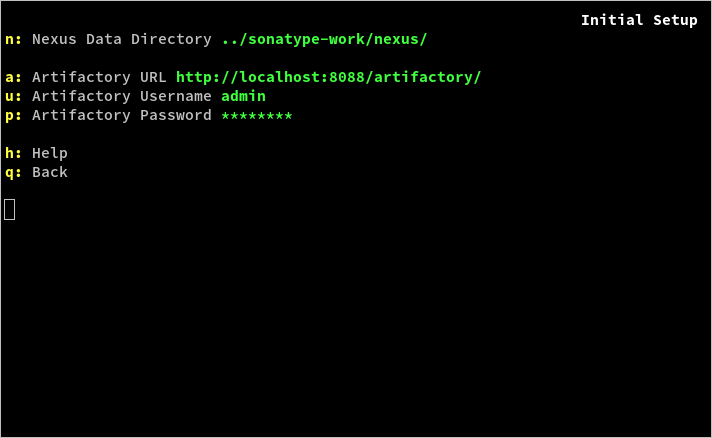 Initial Setup
n: Nexus Data Directory ../sonatype-work/nexus/
a: Artifactory URL http://localhost:8088/artifactory/
u: Artifactory Username admin
p: Artifactory Password ********
h: Help
q: Back